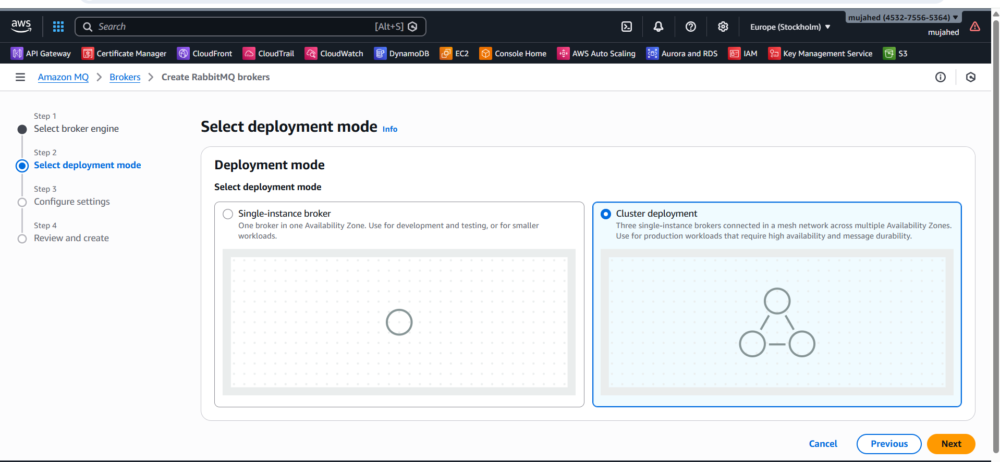 aws
Search [Alt+S]
Europe (Stockholm)
mujahed (4532-7556-5364)
mujahed
API Gateway
Certificate Manager
CloudFront
CloudTrail
CloudWatch
DynamoDB
EC2
Console Home
AWS Auto Scaling
Aurora and RDS
IAM
Key Management Service
S3
Amazon MQ
Brokers
Create RabbitMQ brokers
Step 1
Select broker engine
Step 2
Select deployment mode
Step 3
Configure settings
Step 4
Review and create
Select deployment mode Info
Deployment mode
Select deployment mode
Single-instance broker
One broker in one Availability Zone. Use for development and testing, or for smaller
workloads.
Cluster deployment
Three single-instance brokers connected in a mesh network across multiple Availability Zones.
Use for production workloads that require high availability and message durability.
Cancel
Previous
Next